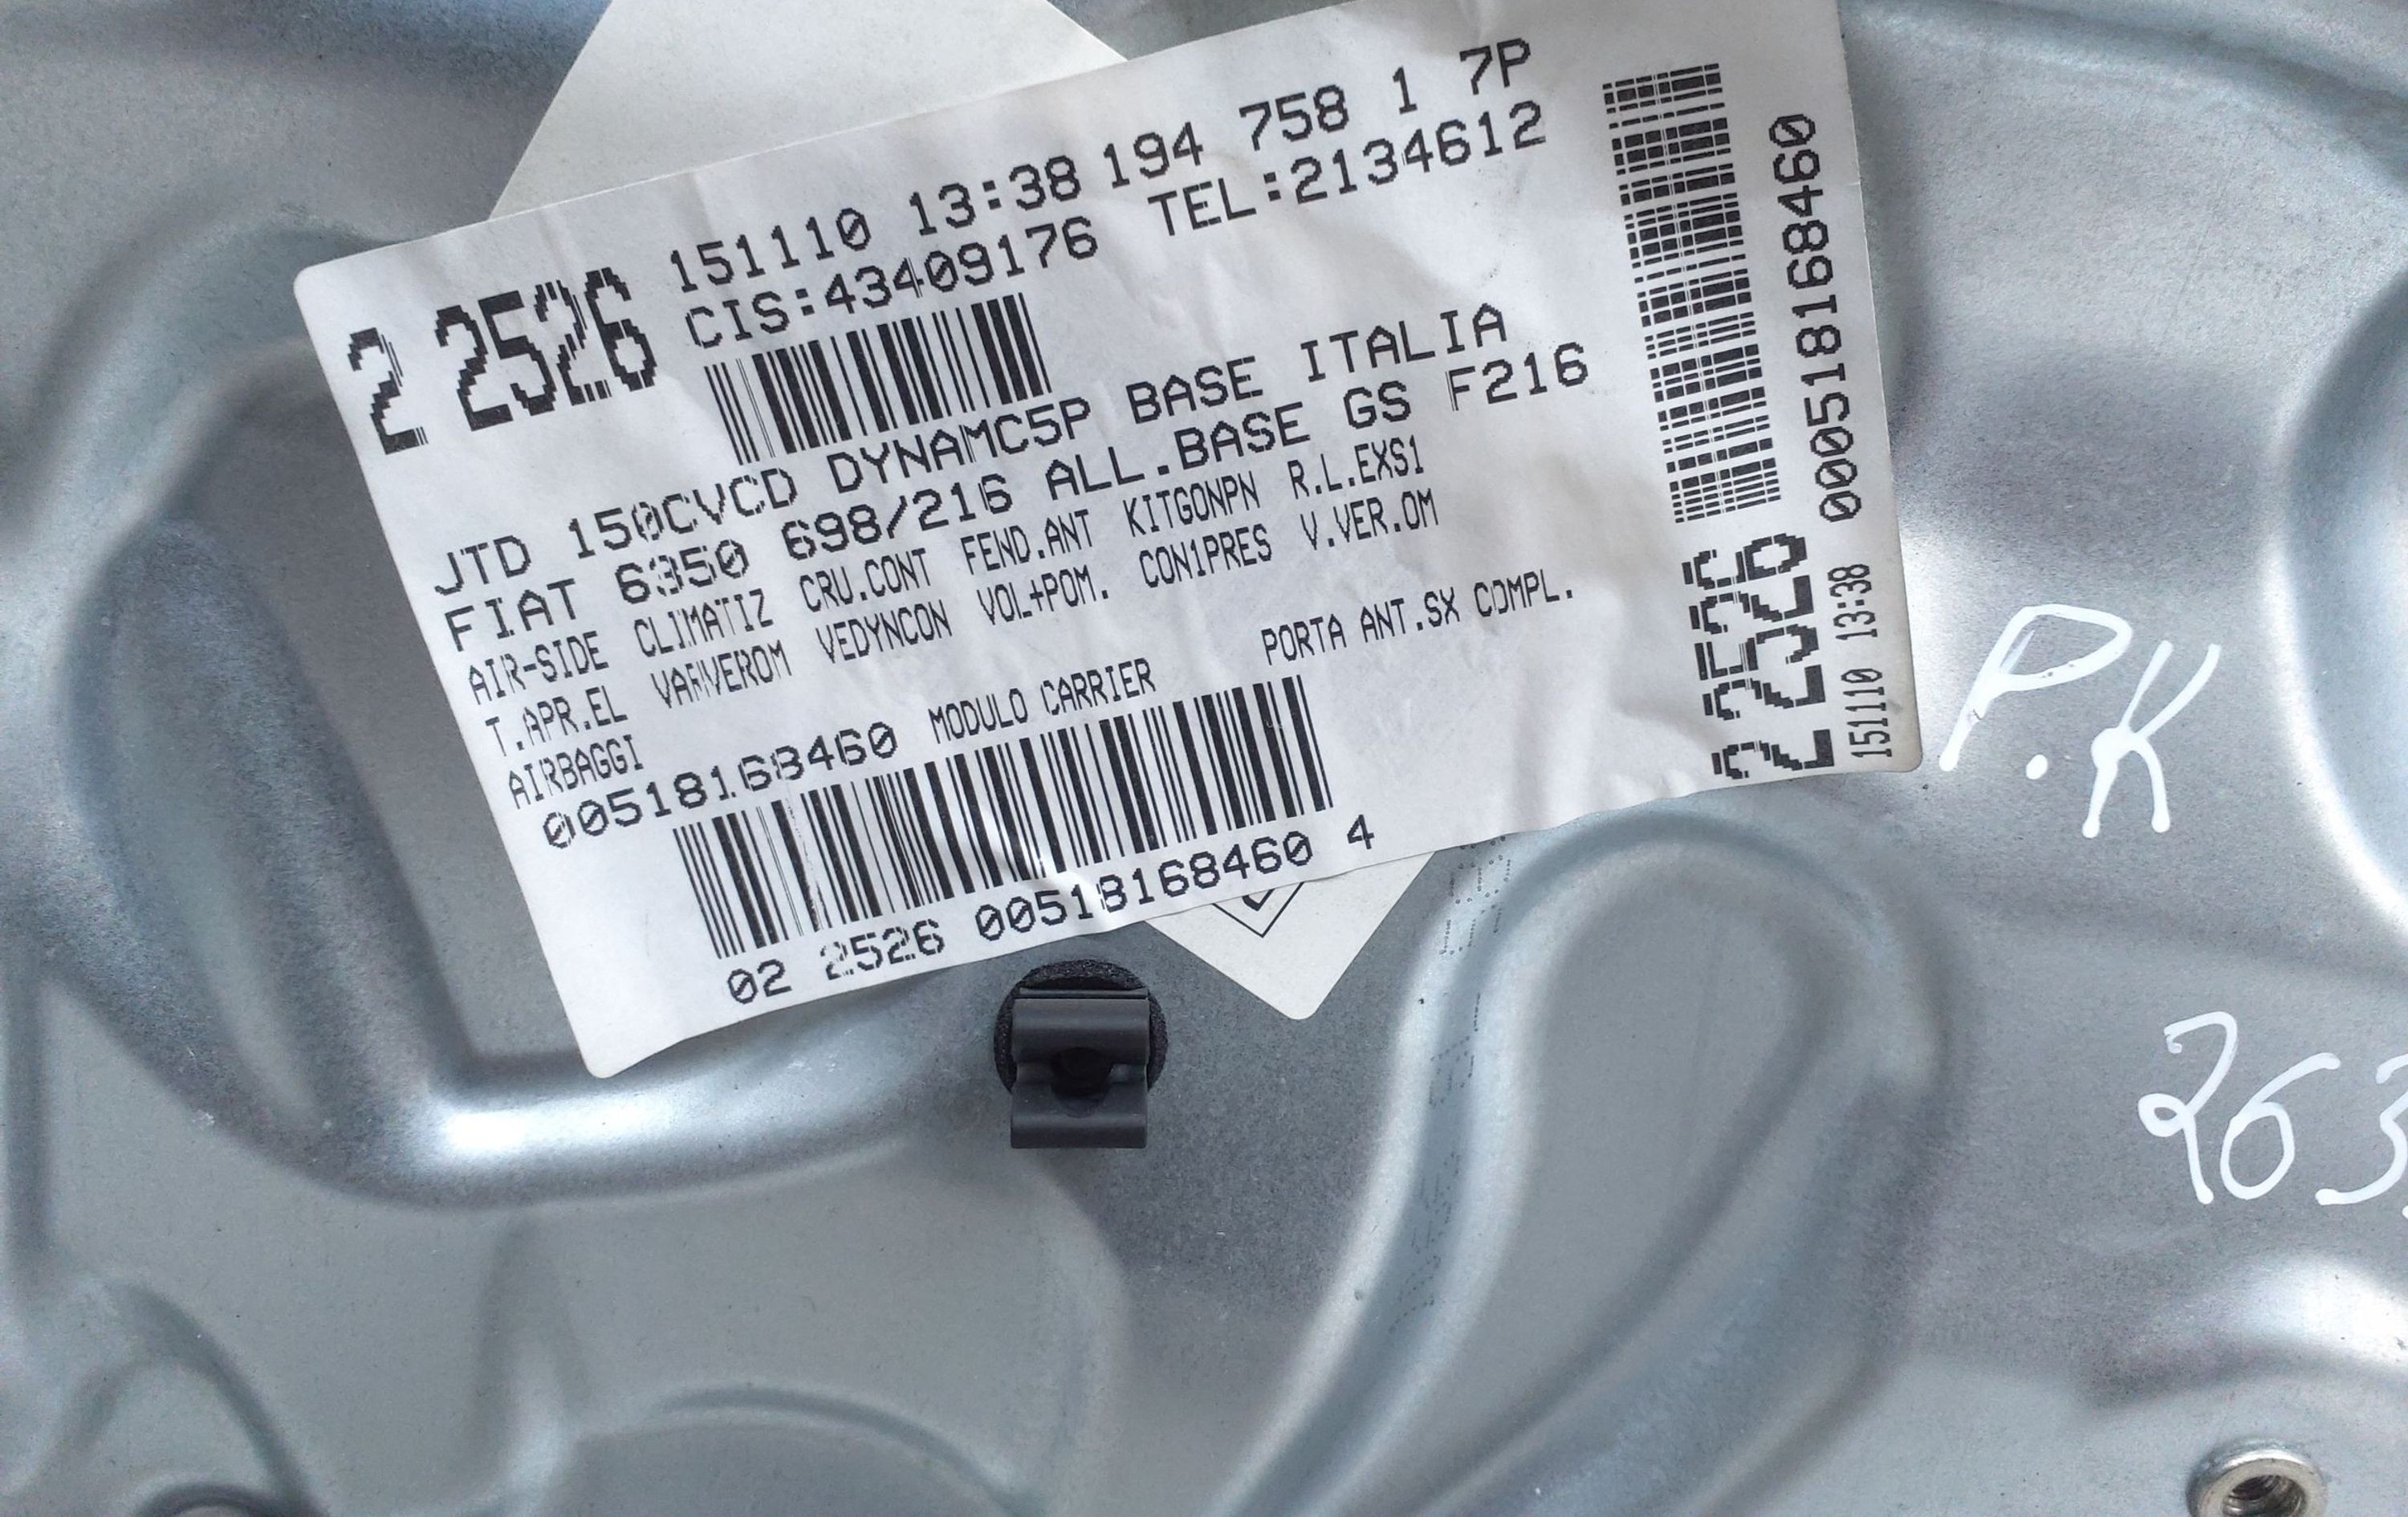 2 2526
151110 13:38 194 758 1 7P
CIS:43409176 TEL:2134612
JTD 150CVCD DYNAMC5P BASE ITALIA
FIAT 6350 698/216 ALL.BASE GS F216
AIR-SIDE CLIMATIZ CRU.CONT FEND.ANT KITGONPN R.L.EXS1
T.APR.EL VARVEROM VEDYNCON VOL+POM. CON1PRES V.VER.OM
AIRBAGGI
00518168460 MODULO CARRIER PORTA ANT.SX COMPL.
02 2526 00518168460 4
2 2526 000518168460
151110 13:38
P.K
263